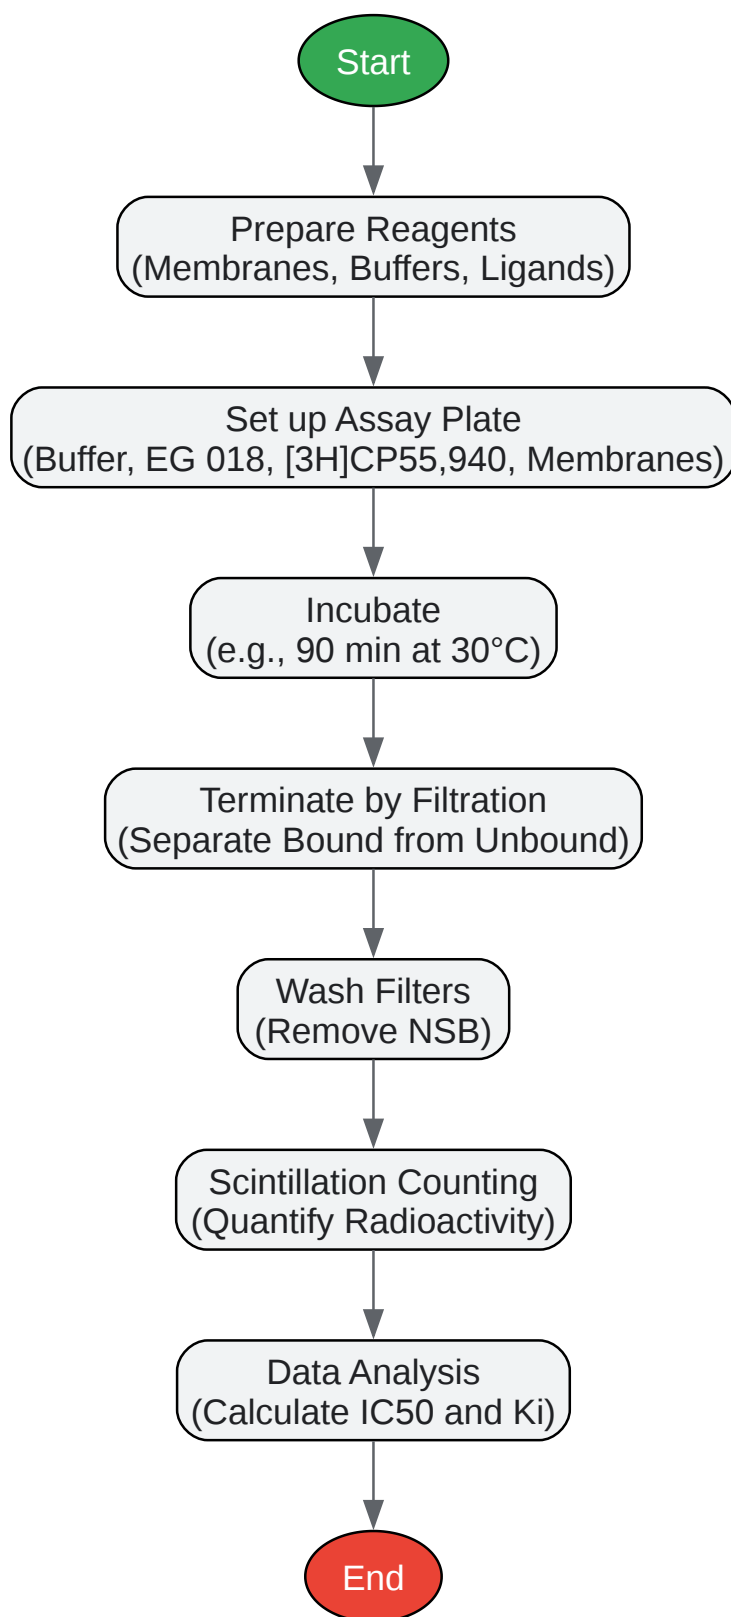 Start
Prepare Reagents
(Membranes, Buffers, Ligands)
Set up Assay Plate
(Buffer, EG 018, [3H]CP55,940, Membranes)
Incubate
(e.g., 90 min at 30°C)
Terminate by Filtration
(Separate Bound from Unbound)
Wash Filters
(Remove NSB)
Scintillation Counting
(Quantify Radioactivity)
Data Analysis
(Calculate IC50 and Ki)
End